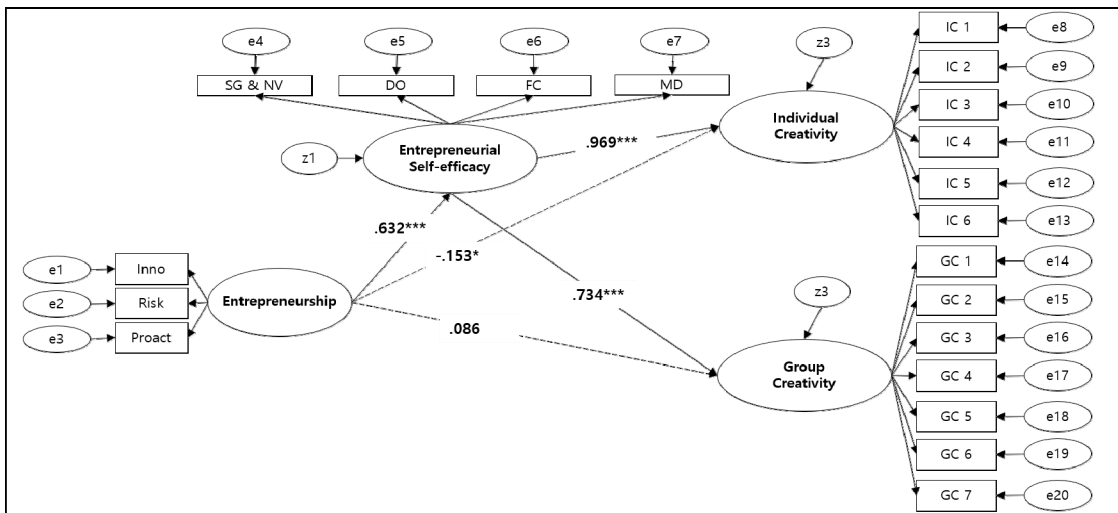 e4
e5
e6
e7
z3
IC 1
e8
SG & NV
DO
FC
MD
IC 2
e9
Individual
Creativity
IC 3
e10
z1
Entrepreneurial
Self-efficacy
.969***
IC 4
e11
IC 5
e12
IC 6
e13
.632***
-.153*
e1
Inno
GC 1
e14
e2
Risk
Entrepreneurship
.734***
z3
GC 2
e15
e3
Proact
.086
GC 3
e16
Group
Creativity
GC 4
e17
GC 5
e18
GC 6
e19
GC 7
e20